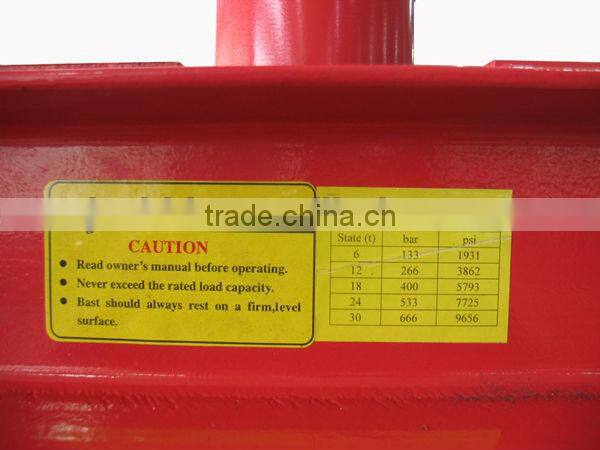 trade.china.cn
CAUTION
● Read owner's manual before operating.
● Never exceed the rated load capacity.
● Bast should always rest on a firm,level
surface.
State (t) bar psi
6 133 1931
12 266 3862
18 400 5793
24 533 7725
30 666 9656